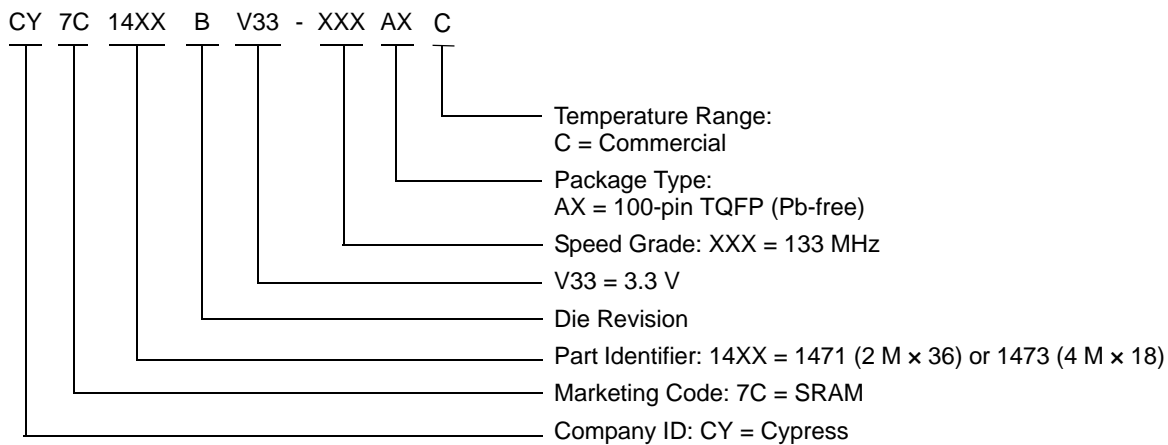 CY 7C 14XX B V33 - XXX AX C
Temperature Range:
C = Commercial
Package Type:
AX = 100-pin TQFP (Pb-free)
Speed Grade: XXX = 133 MHz
V33 = 3.3 V
Die Revision
Part Identifier: 14XX = 1471 (2 M × 36) or 1473 (4 M × 18)
Marketing Code: 7C = SRAM
Company ID: CY = Cypress